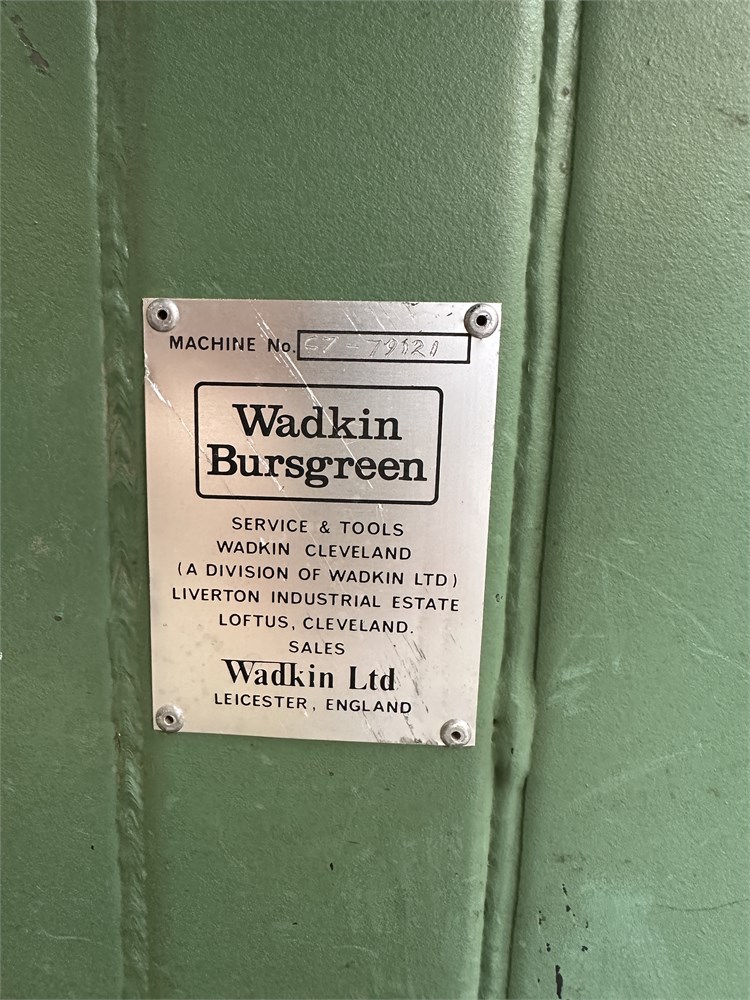 MACHINE No.
Wadkin
Bursgreen
SERVICE & TOOLS
WADKIN CLEVELAND
(A DIVISION OF WADKIN LTD)
LIVERTON INDUSTRIAL ESTATE
LOFTUS, CLEVELAND.
SALES
Wadkin Ltd
LEICESTER, ENGLAND